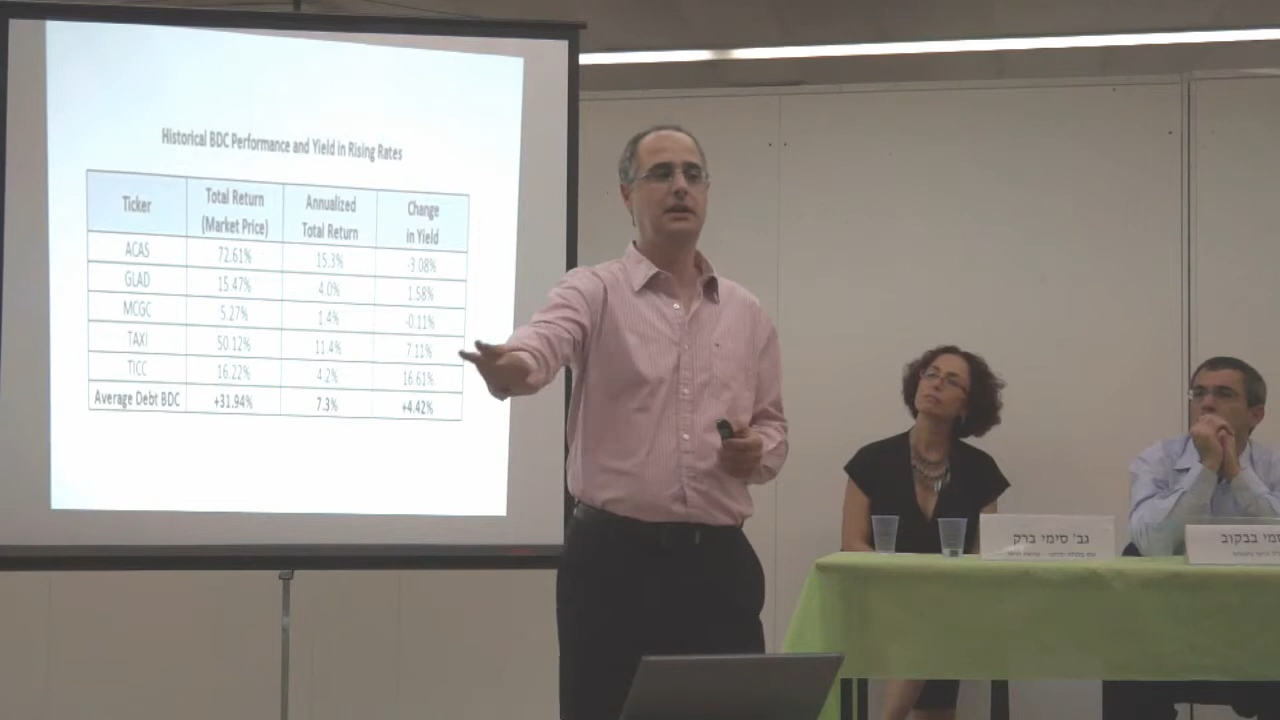 Historical BDC Performance and Yield in Rising Rates
Ticker Total Return (Market Price) Annualized Total Return Change in Yield
ACAS 72.61% 15.3% -3.08%
GLAD 15.47% 4.0% 1.58%
MCGC 5.27% 1.4% -0.11%
TAXI 50.12% 11.4% 7.11%
TICC 16.22% 4.2% 16.61%
Average Debt BDC +31.94% 7.3% +4.42%
גב' סימי ברק
סמי בבקוב